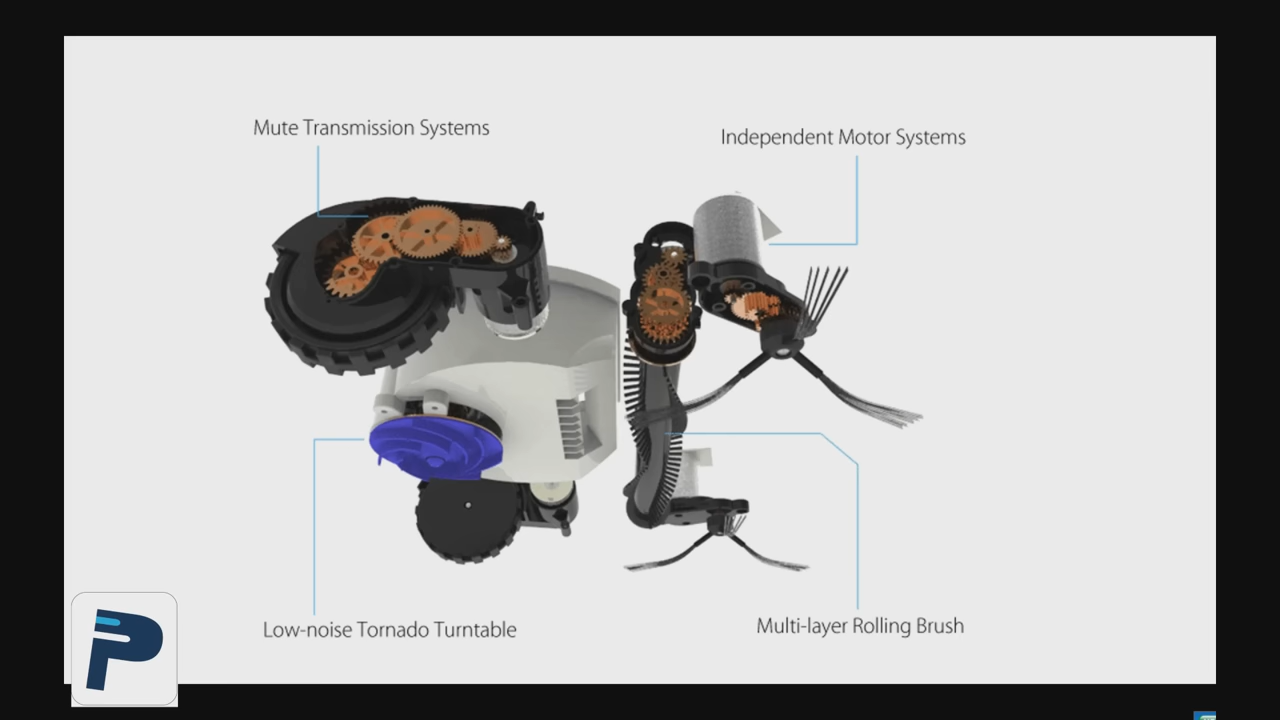 Mute Transmission Systems
Independent Motor Systems
Low-noise Tornado Turntable
Multi-layer Rolling Brush
P